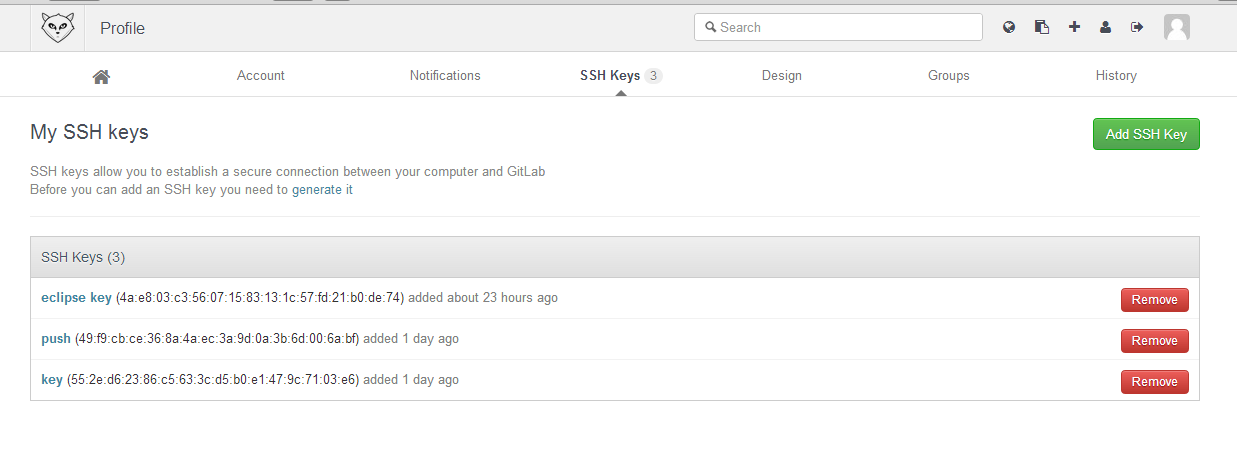 Profile
Search
Account
Notifications
SSH Keys 3
Design
Groups
History
My SSH keys
Add SSH Key
SSH keys allow you to establish a secure connection between your computer and GitLab
Before you can add an SSH key you need to generate it
SSH Keys (3)
eclipse key (4a:e8:03:c3:56:07:15:83:13:1c:57:fd:21:b0:de:74) added about 23 hours ago
Remove
push (49:f9:cb:ce:36:8a:4a:ec:3a:9d:0a:3b:6d:00:6a:bf) added 1 day ago
Remove
key (55:2e:d6:23:86:c5:63:3c:d5:b0:e1:47:9c:71:03:e6) added 1 day ago
Remove